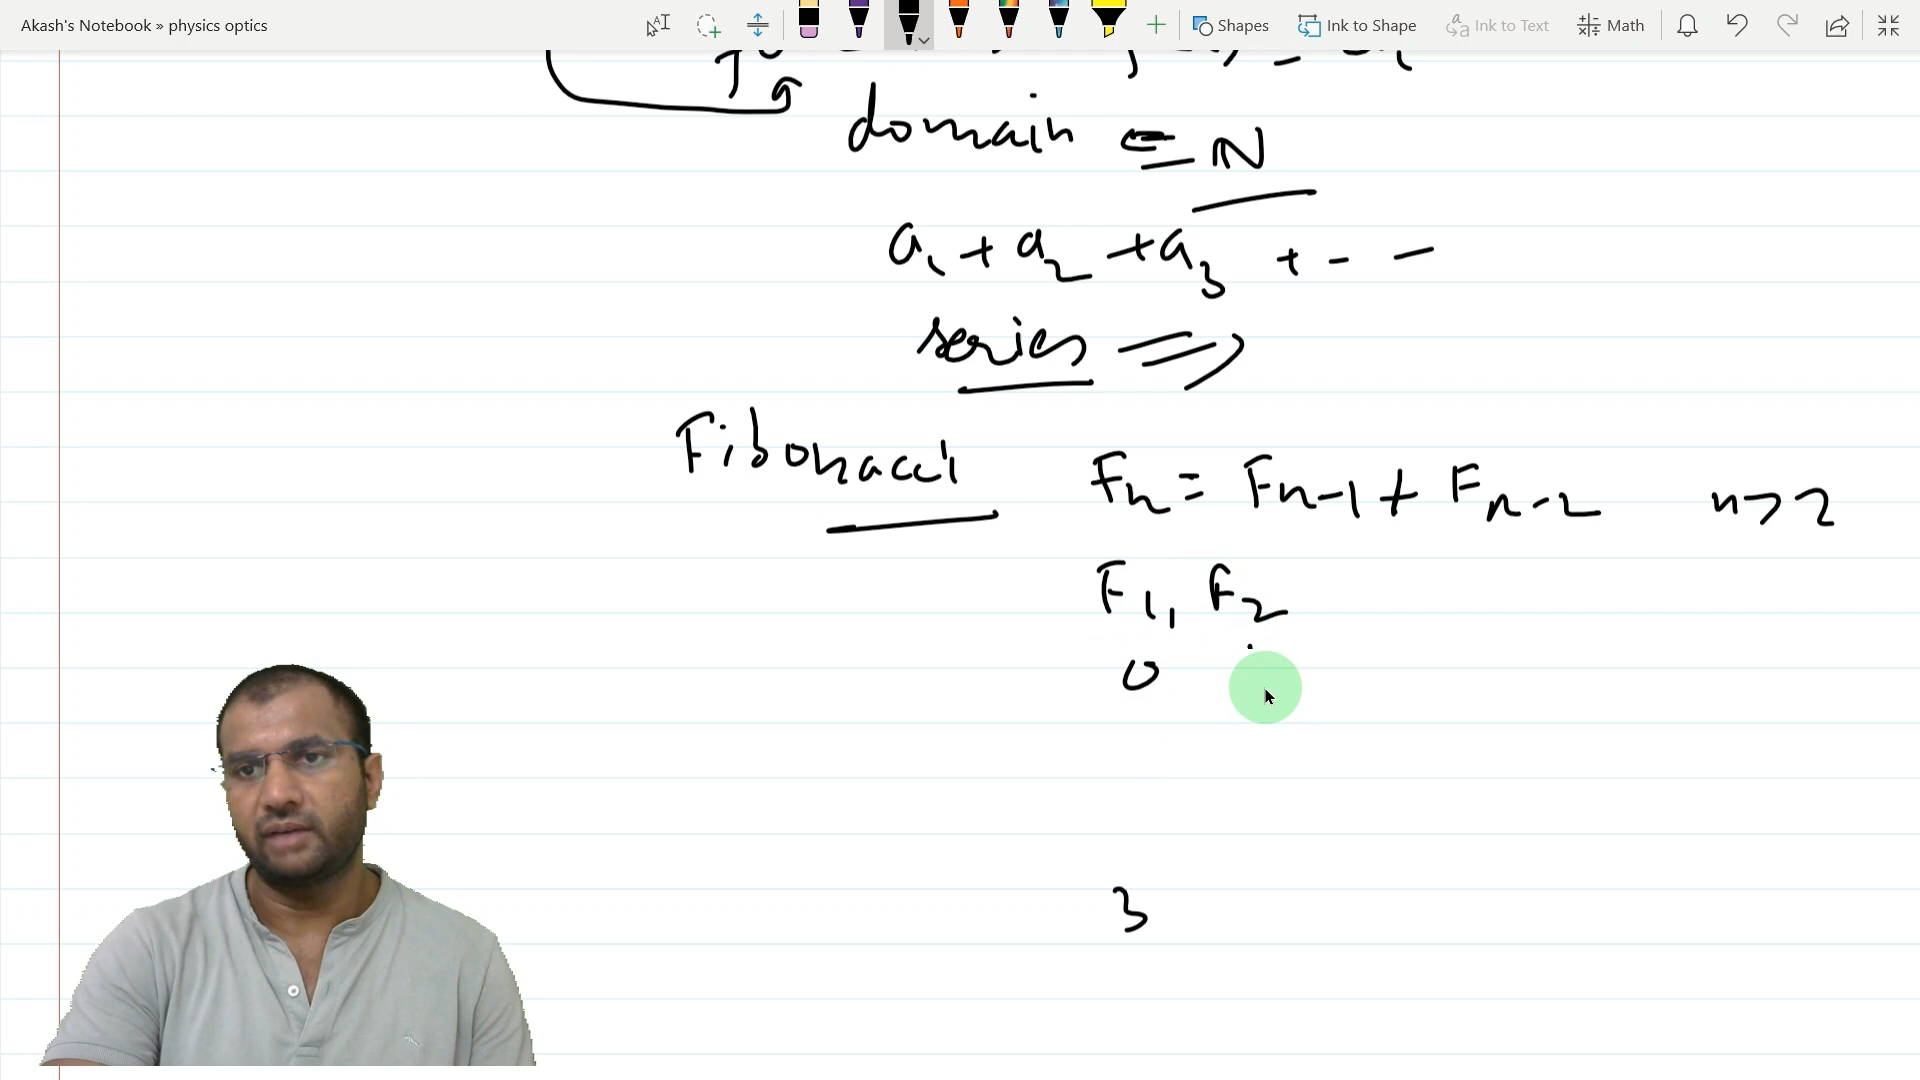 Akash's Notebook » physics optics Shapes Ink to Shape Ink to Text Math
domain = N
a₁ + a₂ + a₃ + - -
series ⇒
Fibonacci Fn = Fn-1 + Fn-2 n>2
F1, F2
0
3